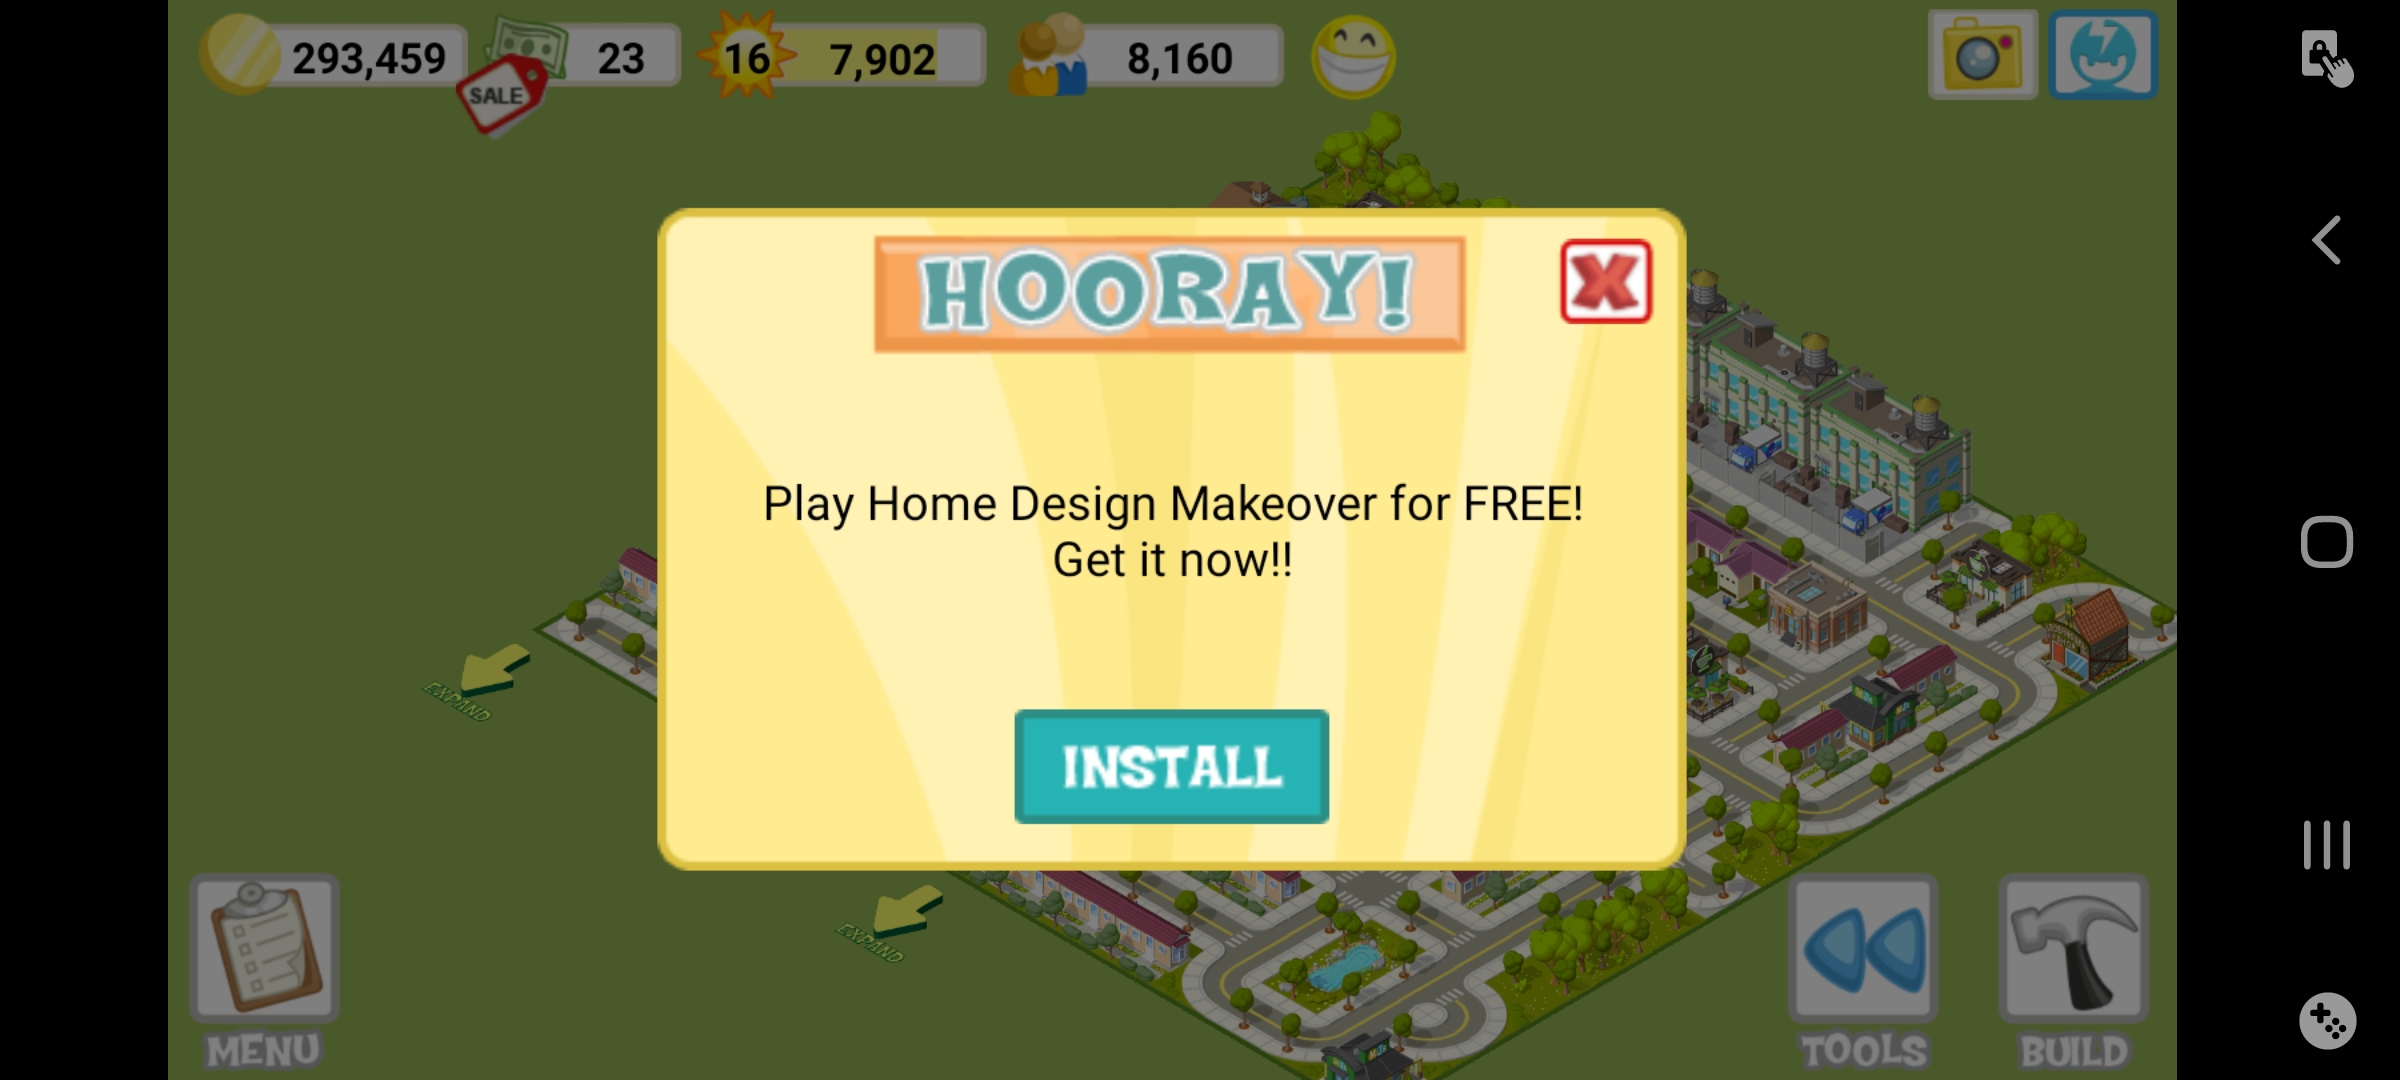 293,459
23
16
7,902
8,160
SALE
HOORAY!
X
Play Home Design Makeover for FREE!
Get it now!!
INSTALL
EXPAND
EXPAND
MENU
TOOLS
BUILD